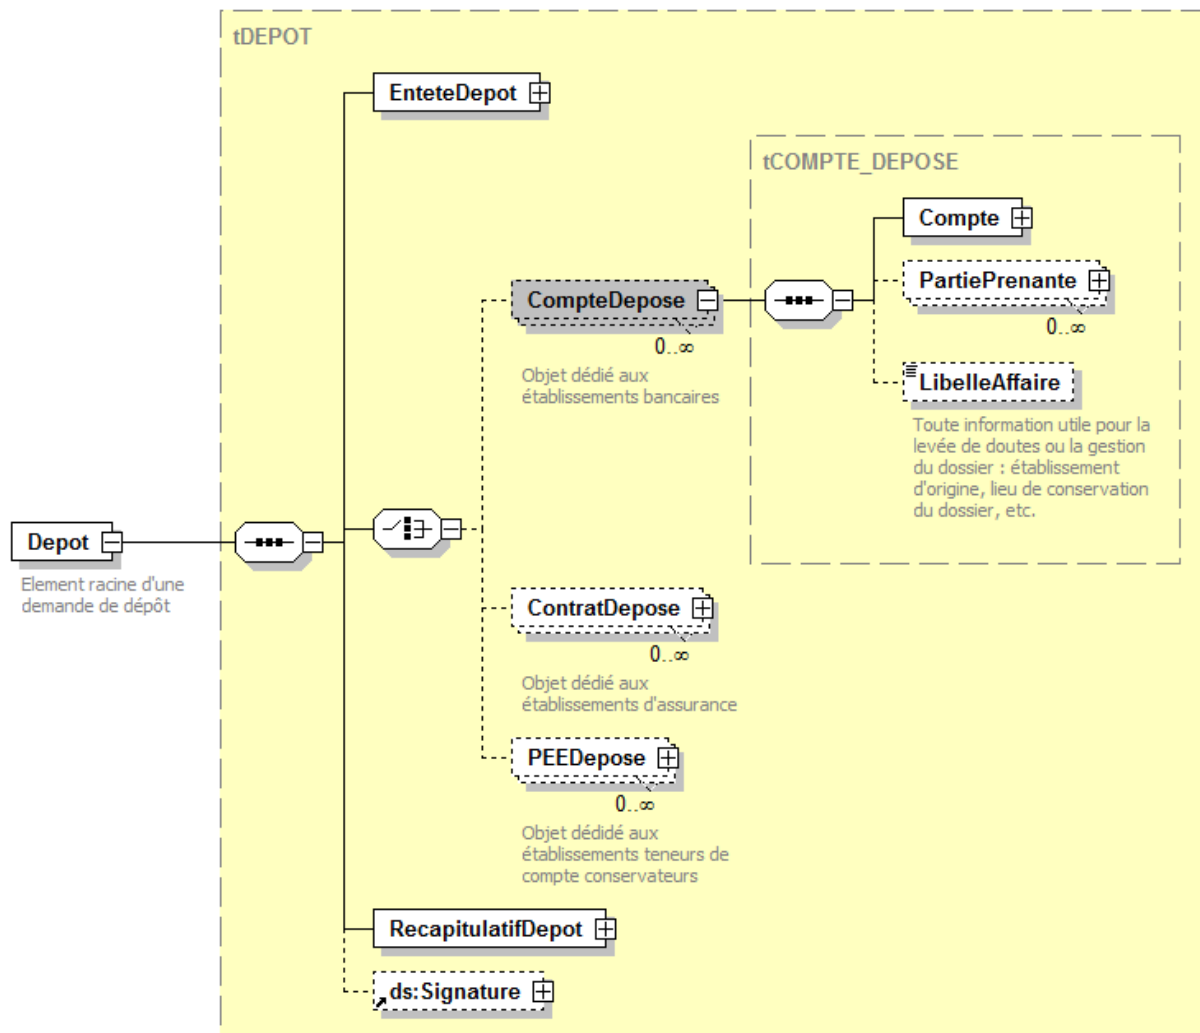 tDEPOT
EnteteDepot
tCOMPTE_DEPOSE
Compte
PartiePrenante
0..∞
CompteDepose
0..∞
Objet dédié aux
établissements bancaires
LibelleAffaire
Toute information utile pour la
levée de doutes ou la gestion
du dossier : établissement
d'origine, lieu de conservation
du dossier, etc.
Depot
Element racine d'une
demande de dépôt
ContratDepose
0..∞
Objet dédié aux
établissements d'assurance
PEEDepose
0..∞
Objet dédidé aux
établissements teneurs de
compte conservateurs
RecapitulatifDepot
ds:Signature